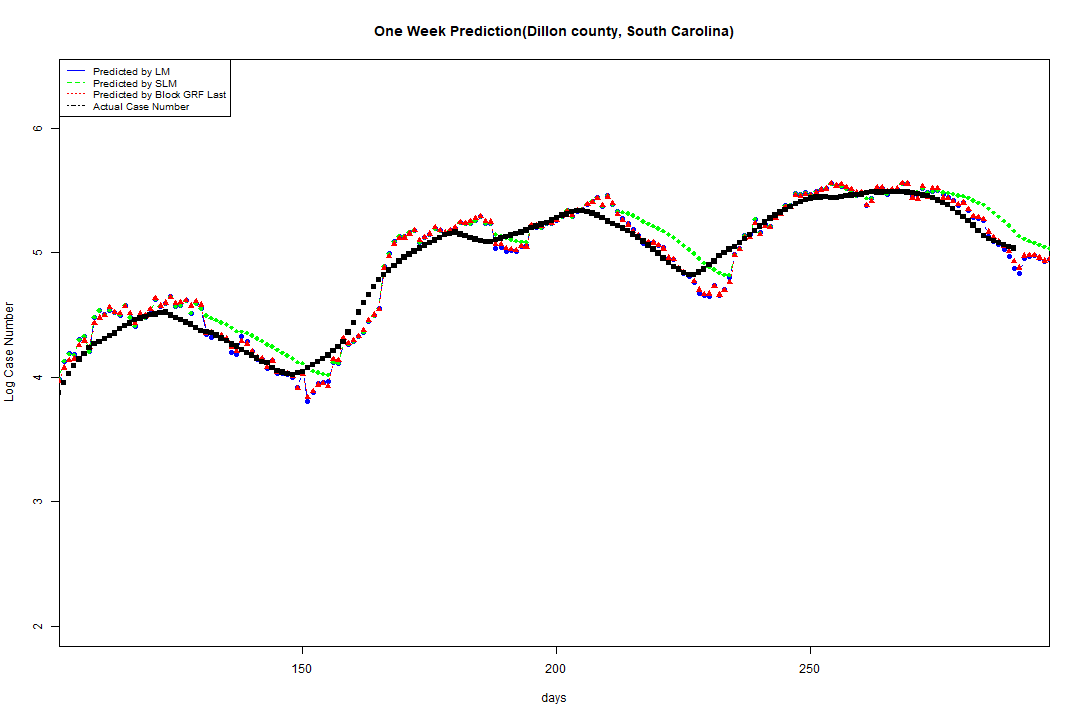 One Week Prediction(Dillon county, South Carolina)
Predicted by LM
Predicted by SLM
Predicted by Block GRF Last
Actual Case Number
6
5
4
3
2
Log Case Number
150 200 250
days